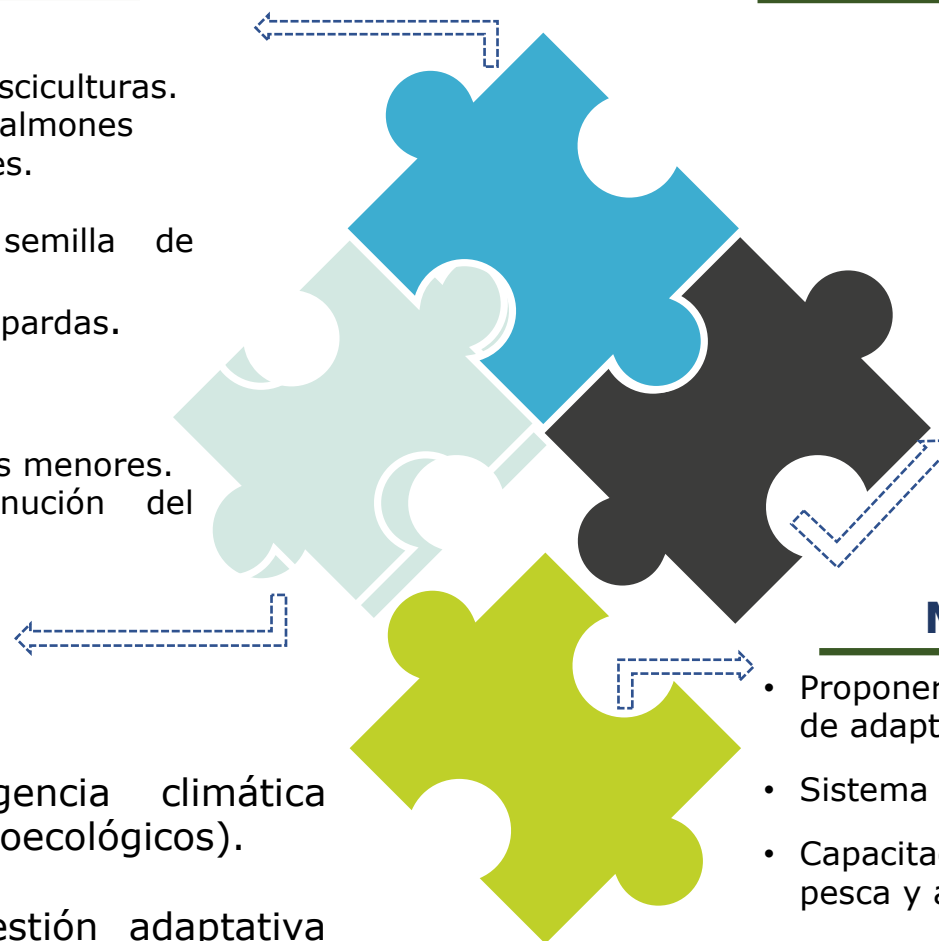 sciculturas.
almones
es.
semilla de
pardas.
s menores.
nución del
N
• Proponer
de adapt
• Sistema
• Capacita
pesca y a
gencia climática
oecológicos).
estión adaptativa